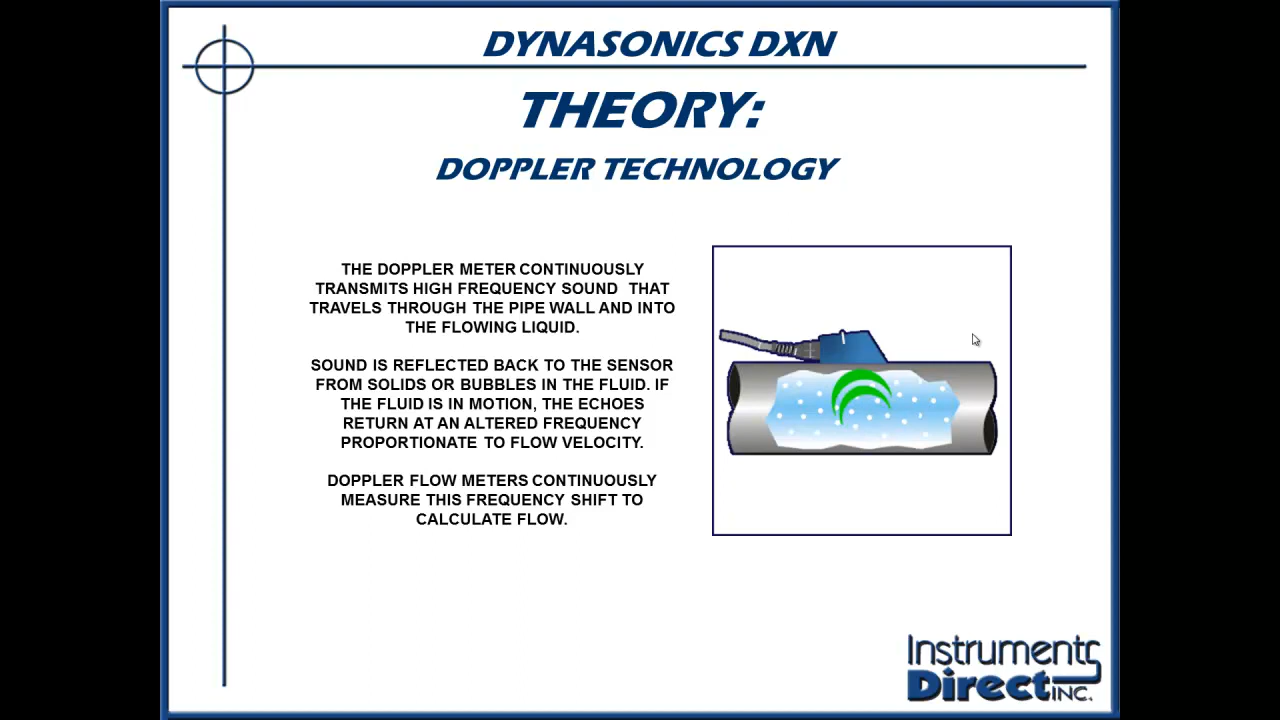 DYNASONICS DXN
THEORY:
DOPPLER TECHNOLOGY
THE DOPPLER METER CONTINUOUSLY
TRANSMITS HIGH FREQUENCY SOUND THAT
TRAVELS THROUGH THE PIPE WALL AND INTO
THE FLOWING LIQUID.
SOUND IS REFLECTED BACK TO THE SENSOR
FROM SOLIDS OR BUBBLES IN THE FLUID. IF
THE FLUID IS IN MOTION, THE ECHOES
RETURN AT AN ALTERED FREQUENCY
PROPORTIONATE TO FLOW VELOCITY.
DOPPLER FLOW METERS CONTINUOUSLY
MEASURE THIS FREQUENCY SHIFT TO
CALCULATE FLOW.
Instruments
Direct INC.